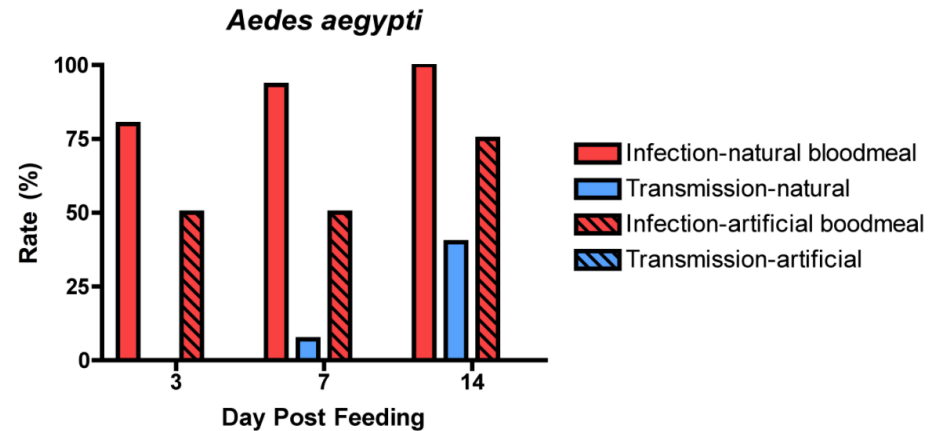 Aedes aegypti
100
75
50
25
0
Rate (%)
3 7 14
Day Post Feeding
Infection-natural bloodmeal
Transmission-natural
Infection-artificial boodmeal
Transmission-artificial